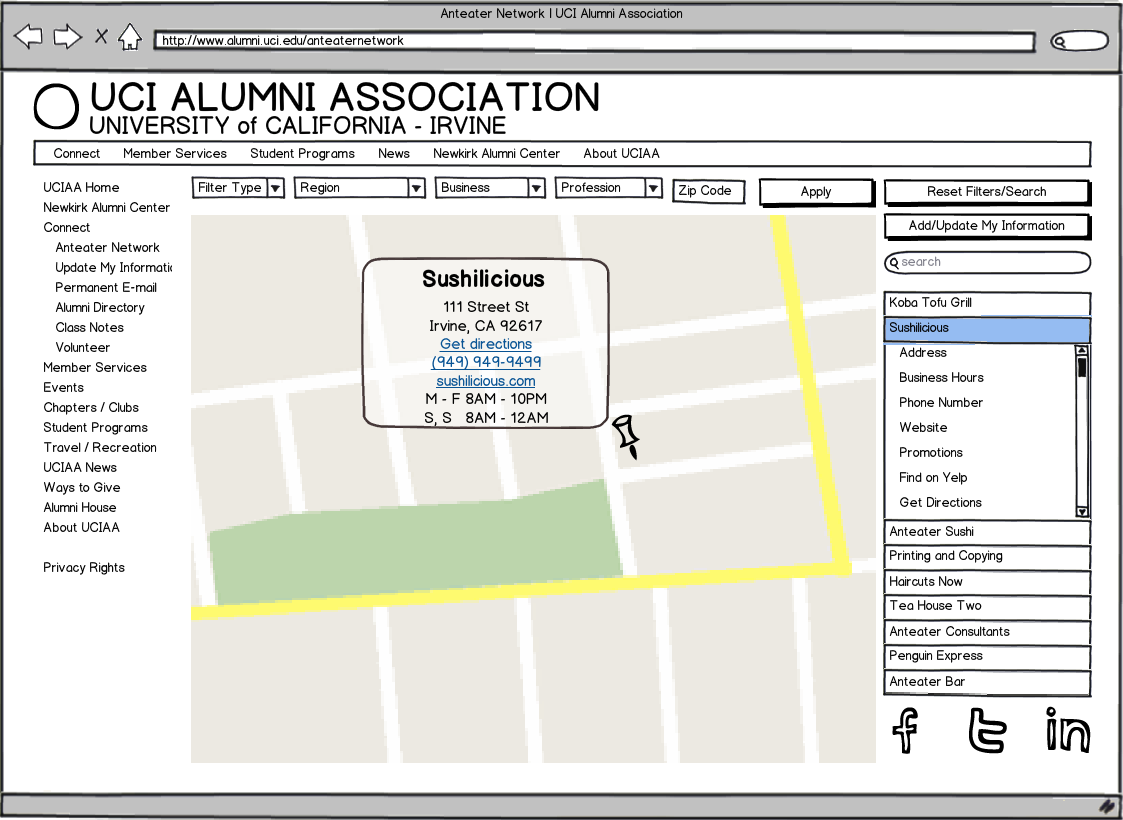 Anteater Network | UCI Alumni Association
http://www.alumni.uci.edu/anteaternetwork
UCI ALUMNI ASSOCIATION
UNIVERSITY of CALIFORNIA - IRVINE
Connect Member Services Student Programs News Newkirk Alumni Center About UCIAA
UCIAA Home
Newkirk Alumni Center
Connect
Anteater Network
Update My Informati
Permanent E-mail
Alumni Directory
Class Notes
Volunteer
Member Services
Events
Chapters / Clubs
Student Programs
Travel / Recreation
UCIAA News
Ways to Give
Alumni House
About UCIAA
Privacy Rights
Filter Type Region Business Profession Zip Code Apply
Sushilicious
111 Street St
Irvine, CA 92617
Get directions
(949) 949-9499
sushilicious.com
M - F 8AM - 10PM
S, S 8AM - 12AM
Reset Filters/Search
Add/Update My Information
search
Koba Tofu Grill
Sushilicious
Address
Business Hours
Phone Number
Website
Promotions
Find on Yelp
Get Directions
Anteater Sushi
Printing and Copying
Haircuts Now
Tea House Two
Anteater Consultants
Penguin Express
Anteater Bar
f t in